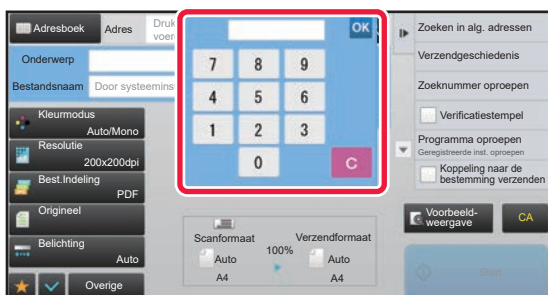 Adresboek
Adres
Druk
voer
OK
Onderwerp
Bestandsnaam
Door systeemins
7 8 9
4 5 6
1 2 3
0 C
Kleurmodus
Auto/Mono
Resolutie
200x200dpi
Best.Indeling
PDF
Origineel
Belichting
Auto
Overige
Scanformaat
Auto
A4
100%
Verzendformaat
Auto
A4
Zoeken in alg. adressen
Verzendgeschiedenis
Zoeknummer oproepen
Verificatiestempel
Programma oproepen
Geregistreerde inst. oproepen
Koppeling naar de
bestemming verzenden
Voorbeeld-
weergave
CA
Start